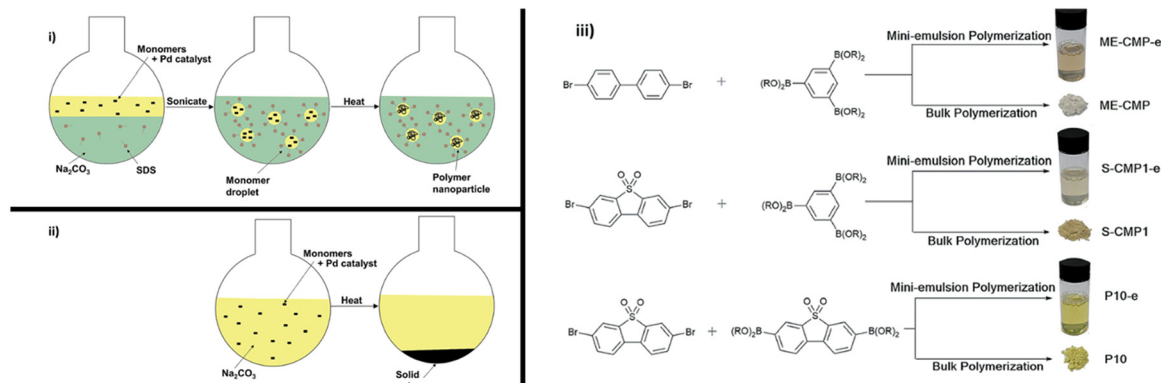 i)
Monomers
+ Pd catalyst
Sonicate
Heat
Na2CO3
SDS
Monomer
droplet
Polymer
nanoparticle
ii)
Monomers
+ Pd catalyst
Heat
Na2CO3
Solid
iii)
Br
Br
+
(RO)2B
B(OR)2
B(OR)2
Mini-emulsion Polymerization
ME-CMP-e
Bulk Polymerization
ME-CMP
Br
O
O
S
Br
+
(RO)2B
B(OR)2
B(OR)2
Mini-emulsion Polymerization
S-CMP1-e
Bulk Polymerization
S-CMP1
Br
O
O
S
Br
+
(RO)2B
O
O
S
B(OR)2
Mini-emulsion Polymerization
P10-e
Bulk Polymerization
P10